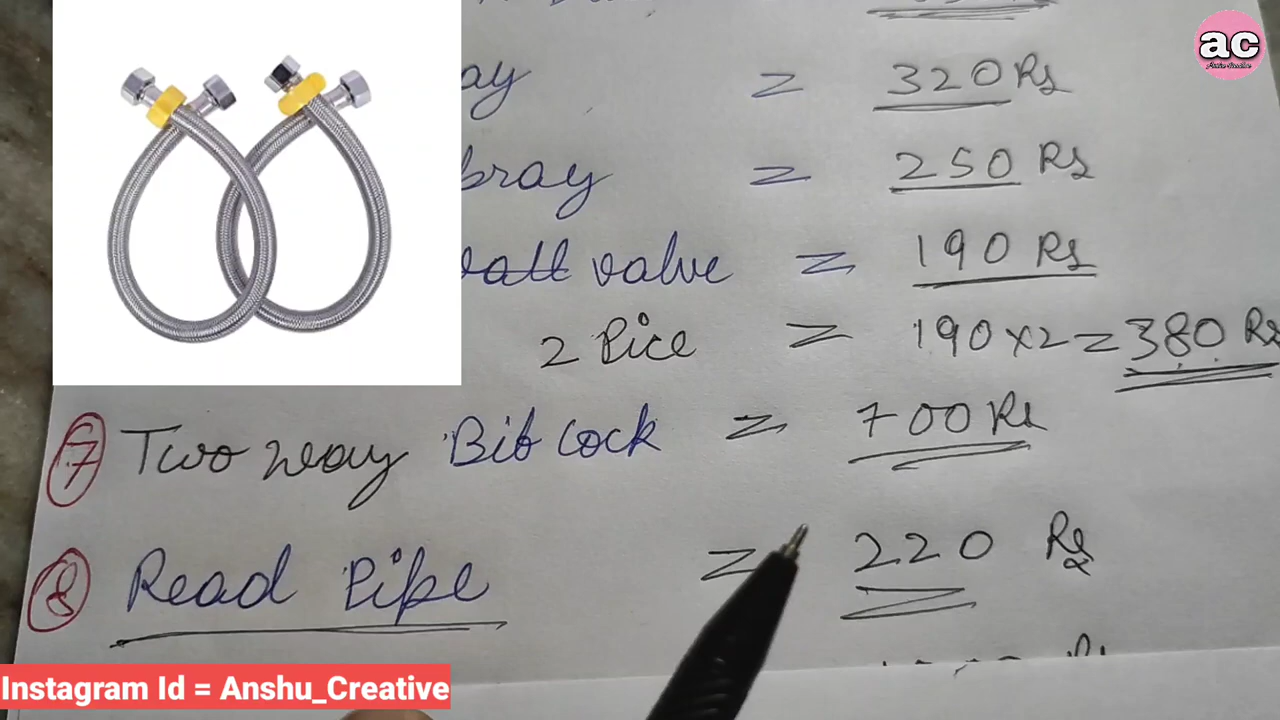 ac
ay = 320 Rs
bray = 250 Rs
valve = 190 Rs
2 Pice = 190×2 = 380 Rs
7 Two way Bib Cock = 700 Rs
8 Read Pipe = 220 Rs
Instagram Id = Anshu_Creative